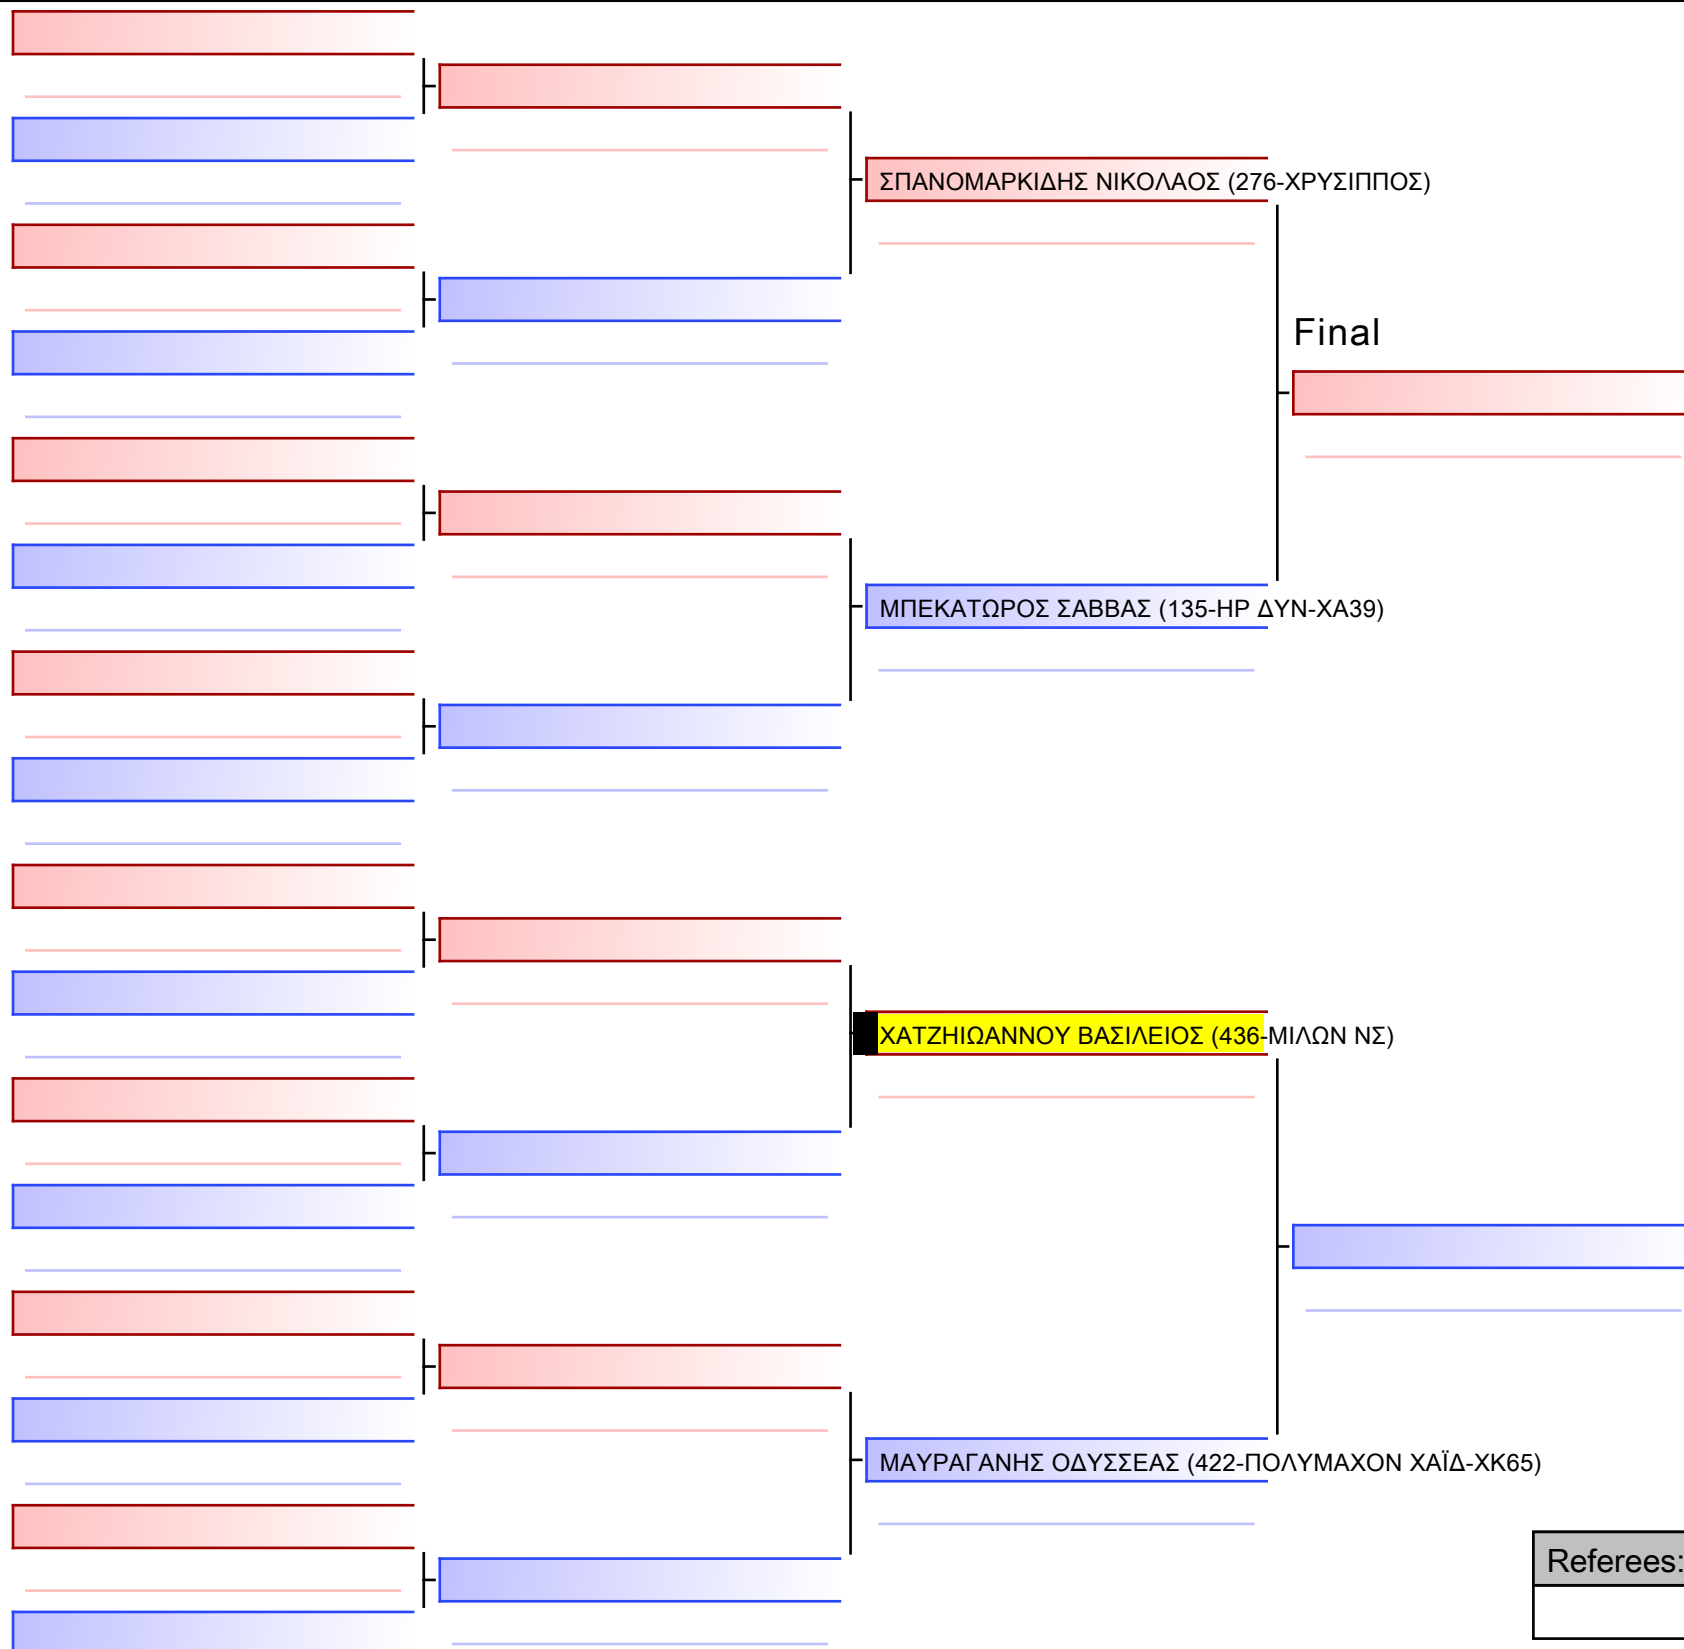 ΣΠΑΝΟΜΑΡΚΙΔΗΣ ΝΙΚΟΛΑΟΣ (276-ΧΡΥΣΙΠΠΟΣ)
Final
ΜΠΕΚΑΤΩΡΟΣ ΣΑΒΒΑΣ (135-ΗΡ ΔΥΝ-ΧΑ39)
ΧΑΤΖΗΙΩΑΝΝΟΥ ΒΑΣΙΛΕΙΟΣ (436-ΜΙΛΩΝ ΝΣ)
ΜΑΥΡΑΓΑΝΗΣ ΟΔΥΣΣΕΑΣ (422-ΠΟΛΥΜΑΧΟΝ ΧΑΪΔ-ΧΚ65)
Referees: